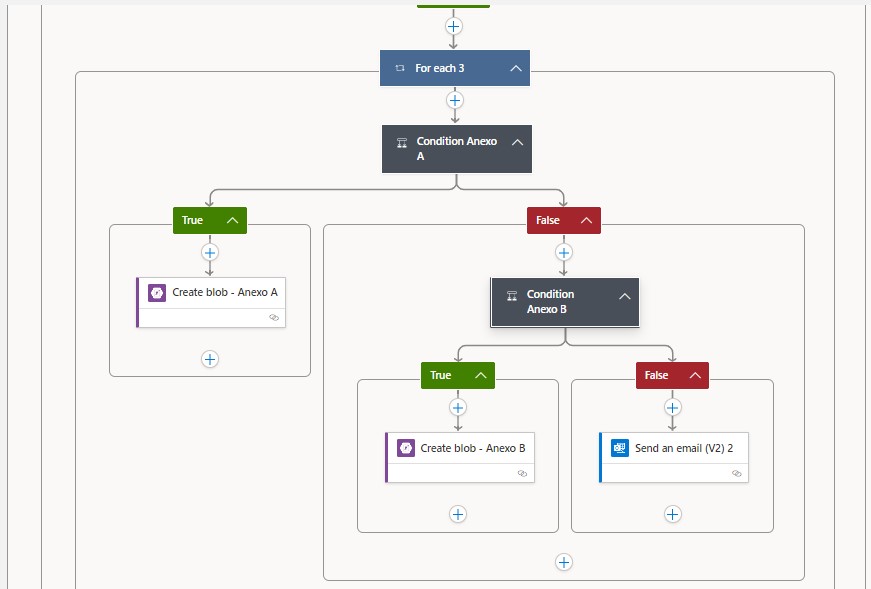 For each 3
Condition Anexo
A
True
False
Create blob - Anexo A
Condition
Anexo B
True
False
Create blob - Anexo B
Send an email (V2) 2